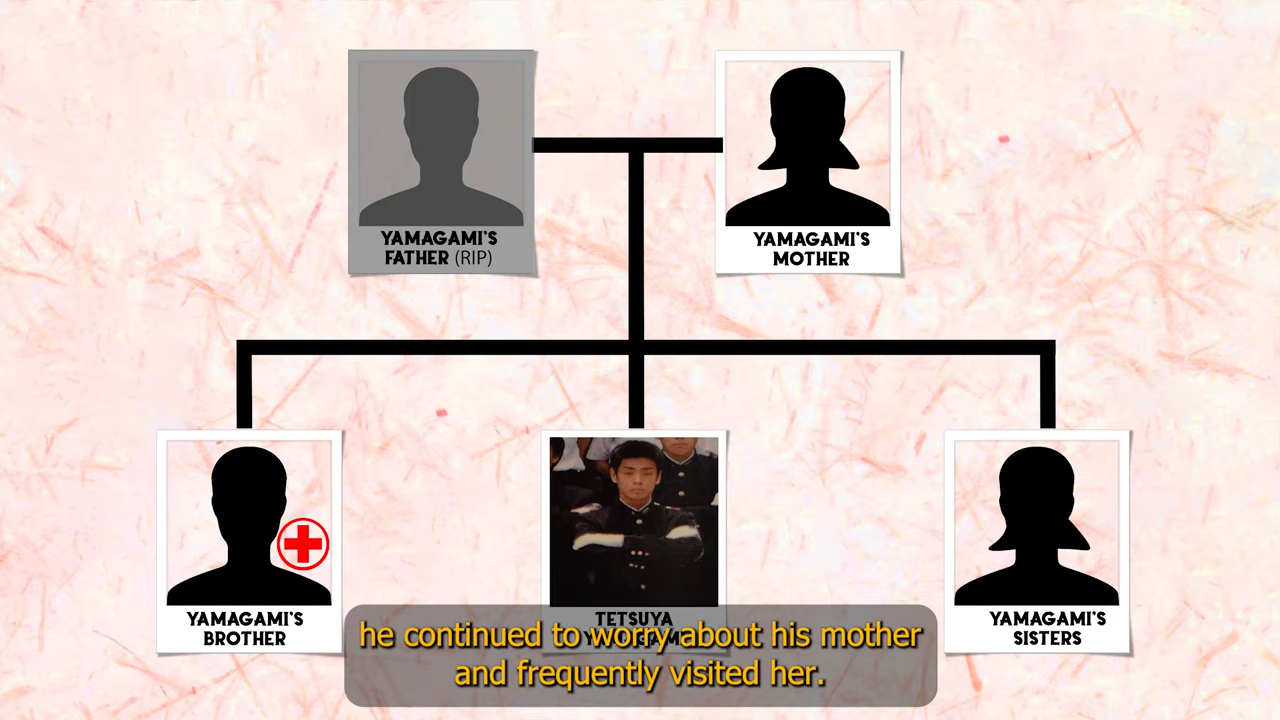 YAMAGAMI'S
FATHER (RIP)
YAMAGAMI'S
MOTHER
YAMAGAMI'S
BROTHER
TETSUYA
YAMAGAMI'S
SISTERS
he continued to worry about his mother
and frequently visited her.